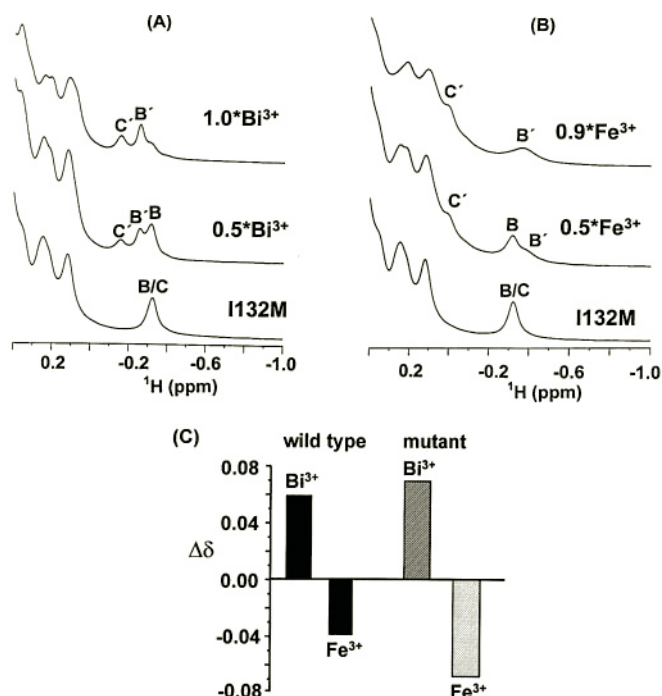 (A)
C´ B´
1.0*Bi³⁺
C´ B´ B
0.5*Bi³⁺
B/C
I132M
0.2 -0.2 -0.6 -1.0
¹H (ppm)
(B)
C´
B´
0.9*Fe³⁺
C´
B B´
0.5*Fe³⁺
B/C
I132M
0.2 -0.2 -0.6 -1.0
¹H (ppm)
(C)
wild type mutant
0.08
0.04
0.00
-0.04
-0.08
Δδ
Bi³⁺ Bi³⁺
Fe³⁺
Fe³⁺